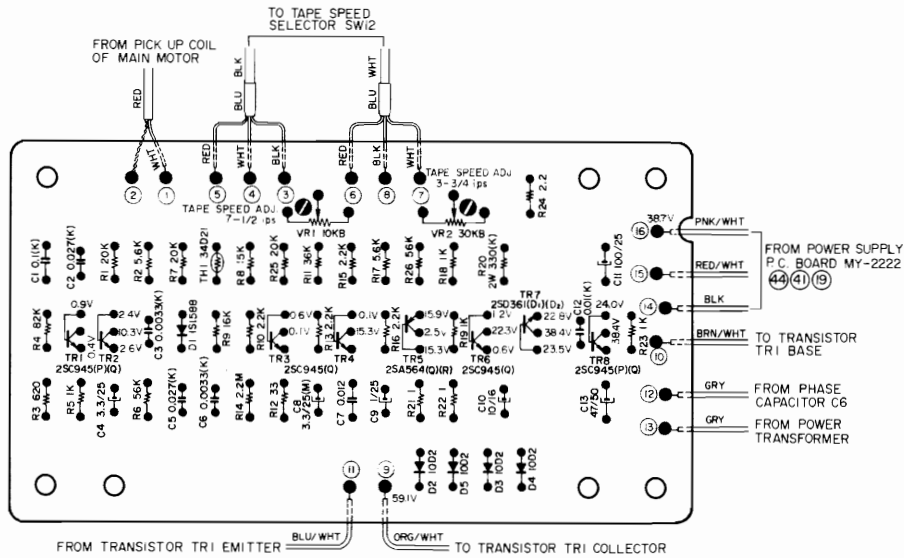 TO TAPE SPEED
SELECTOR SW12
FROM PICK UP COIL
OF MAIN MOTOR
RED
WHT
BLK
BLU
WHT
BLU
RED
WHT
BLK
RED
BLK
WHT
2
1
5
4
3
6
8
7
TAPE SPEED ADJ.
7-1/2 ips
VR1 10KB
TAPE SPEED ADJ.
3-3/4 ips
VR2 30KB
R24 2.2
38.7V
16
PNK/WHT
15
RED/WHT
14
BLK
FROM POWER SUPPLY
P.C. BOARD MY-2222
44 41 19
C1 0.1(K)
C2 0.027(K)
R1 20K
R2 5.6K
R7 20K
TH1 34D21
R8 15K
R25 20K
R11 36K
R15 2.2K
R17 5.6K
R26 56K
R18 1K
R20
2W 330(K)
C11 100/25
R4 82K
0.9V
0.4V
TR1
2.4V
10.3V
2.6V
TR2
2SC945(P)(Q)
C3 0.0033(K)
D1 1S1588
R9 16K
R10 2.2K
0.6V
0.1V
TR3
R13 2.2K
0.1V
15.3V
TR4
2SC945(Q)
R16 2.2K
15.9V
2.5V
15.3V
TR5
2SA564(Q)(R)
R19 1K
1.2V
22.3V
0.6V
TR6
2SC945(Q)
TR7
2SD361(D1)(D2)
22.8V
38.4V
23.5V
C12
24.0V
38.4V
TR8
2SC945(P)(Q)
R23 1K
10
BRN/WHT
TO TRANSISTOR
TR1 BASE
R3 620
R5 1K
C4 3.3/25
R6 56K
C5 0.027(K)
C6 0.0033(K)
R14 2.2M
R12 33
C8
3.3/25(M)
C7 0.012
C9 1/25
R21 1
R22 1
C10
10/16
C13
47/50
12
GRY
FROM PHASE
CAPACITOR C6
13
GRY
FROM POWER
TRANSFORMER
D2 10D2
D5 10D2
D3 10D2
D4 10D2
11
9
59.1V
BLU/WHT
ORG/WHT
FROM TRANSISTOR TR1 EMITTER
TO TRANSISTOR TR1 COLLECTOR